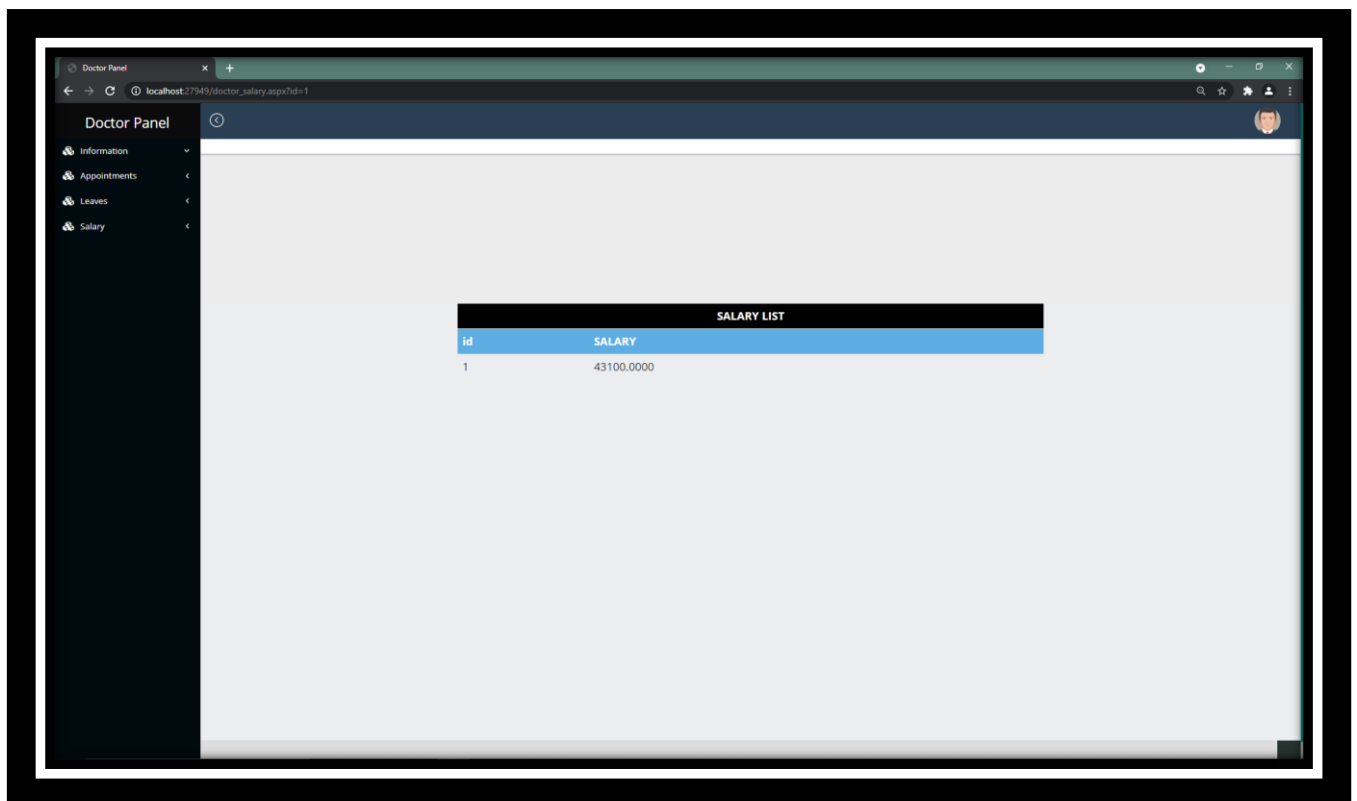 Doctor Panel
localhost:27949/doctor_salary.aspx?id=1
Doctor Panel
Information
Appointments
Leaves
Salary
SALARY LIST
id SALARY
1 43100.0000